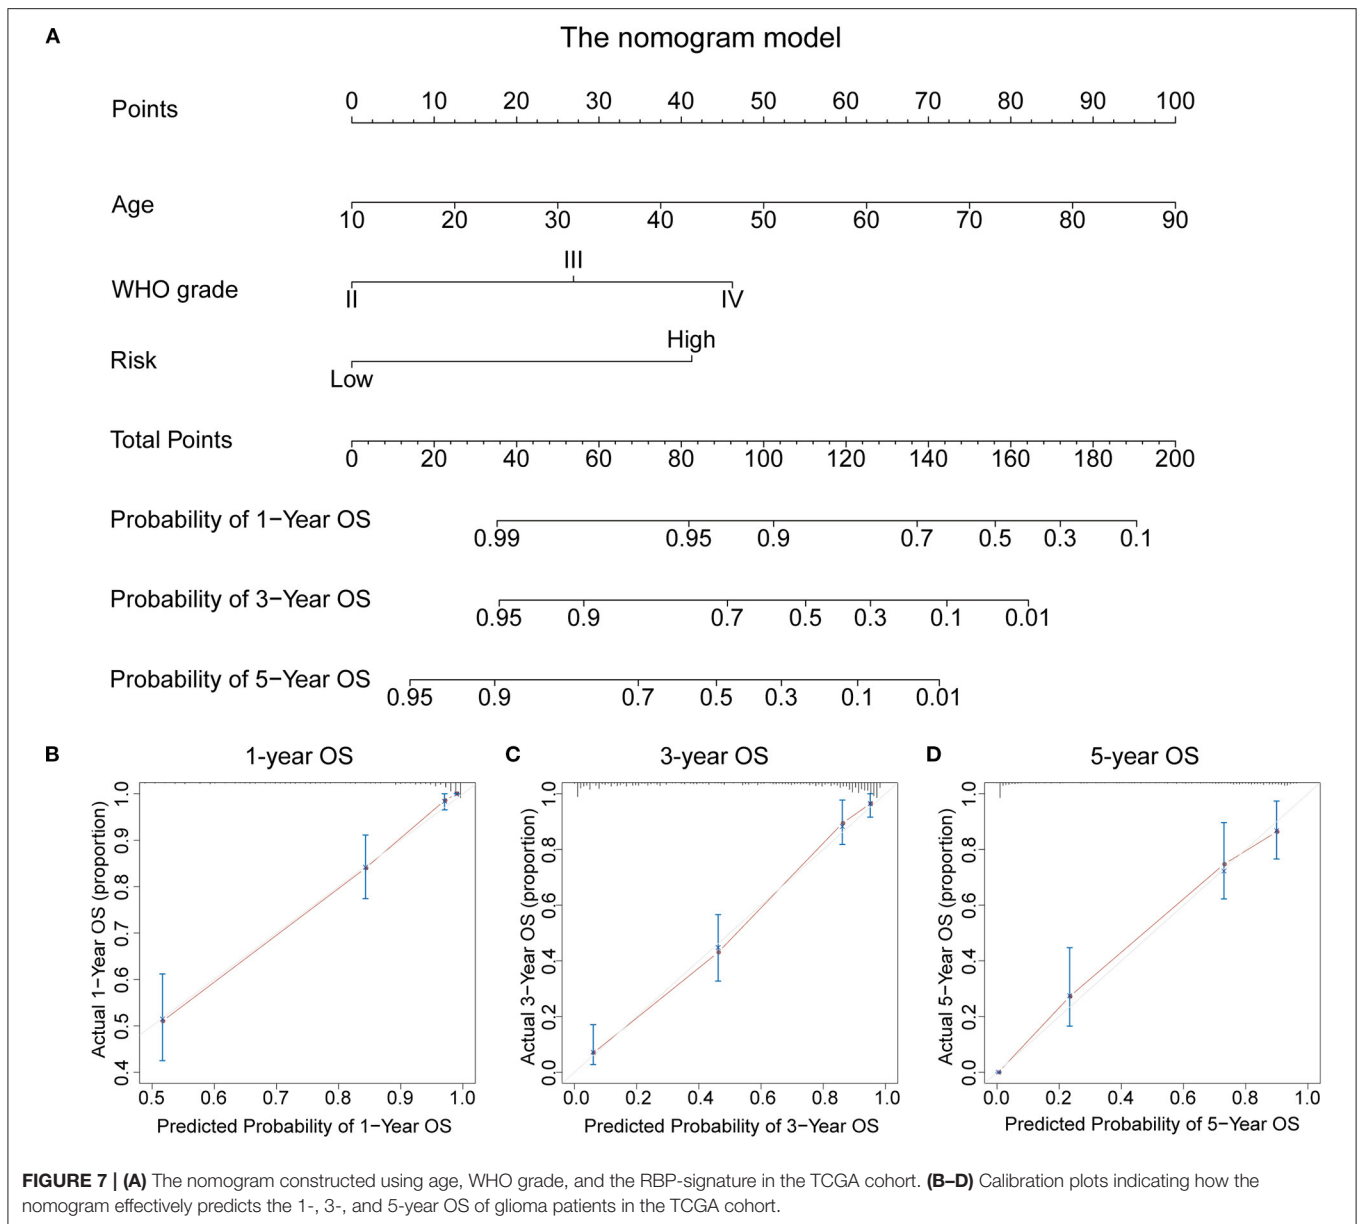 A
The nomogram model
Points
0 10 20 30 40 50 60 70 80 90 100
Age
10 20 30 40 50 60 70 80 90
III
WHO grade
II IV
High
Risk
Low
Total Points
0 20 40 60 80 100 120 140 160 180 200
Probability of 1−Year OS
0.99 0.95 0.9 0.7 0.5 0.3 0.1
Probability of 3−Year OS
0.95 0.9 0.7 0.5 0.3 0.1 0.01
Probability of 5−Year OS
0.95 0.9 0.7 0.5 0.3 0.1 0.01
B
1-year OS
Actual 1−Year OS (proportion)
0.4 0.5 0.6 0.7 0.8 0.9 1.0
0.5 0.6 0.7 0.8 0.9 1.0
Predicted Probability of 1−Year OS
C
3-year OS
Actual 3−Year OS (proportion)
0.0 0.2 0.4 0.6 0.8 1.0
0.0 0.2 0.4 0.6 0.8 1.0
Predicted Probability of 3−Year OS
D
5-year OS
Actual 5−Year OS (proportion)
0.0 0.2 0.4 0.6 0.8 1.0
0.0 0.2 0.4 0.6 0.8 1.0
Predicted Probability of 5−Year OS
FIGURE 7 | (A) The nomogram constructed using age, WHO grade, and the RBP-signature in the TCGA cohort. (B–D) Calibration plots indicating how the
nomogram effectively predicts the 1-, 3-, and 5-year OS of glioma patients in the TCGA cohort.